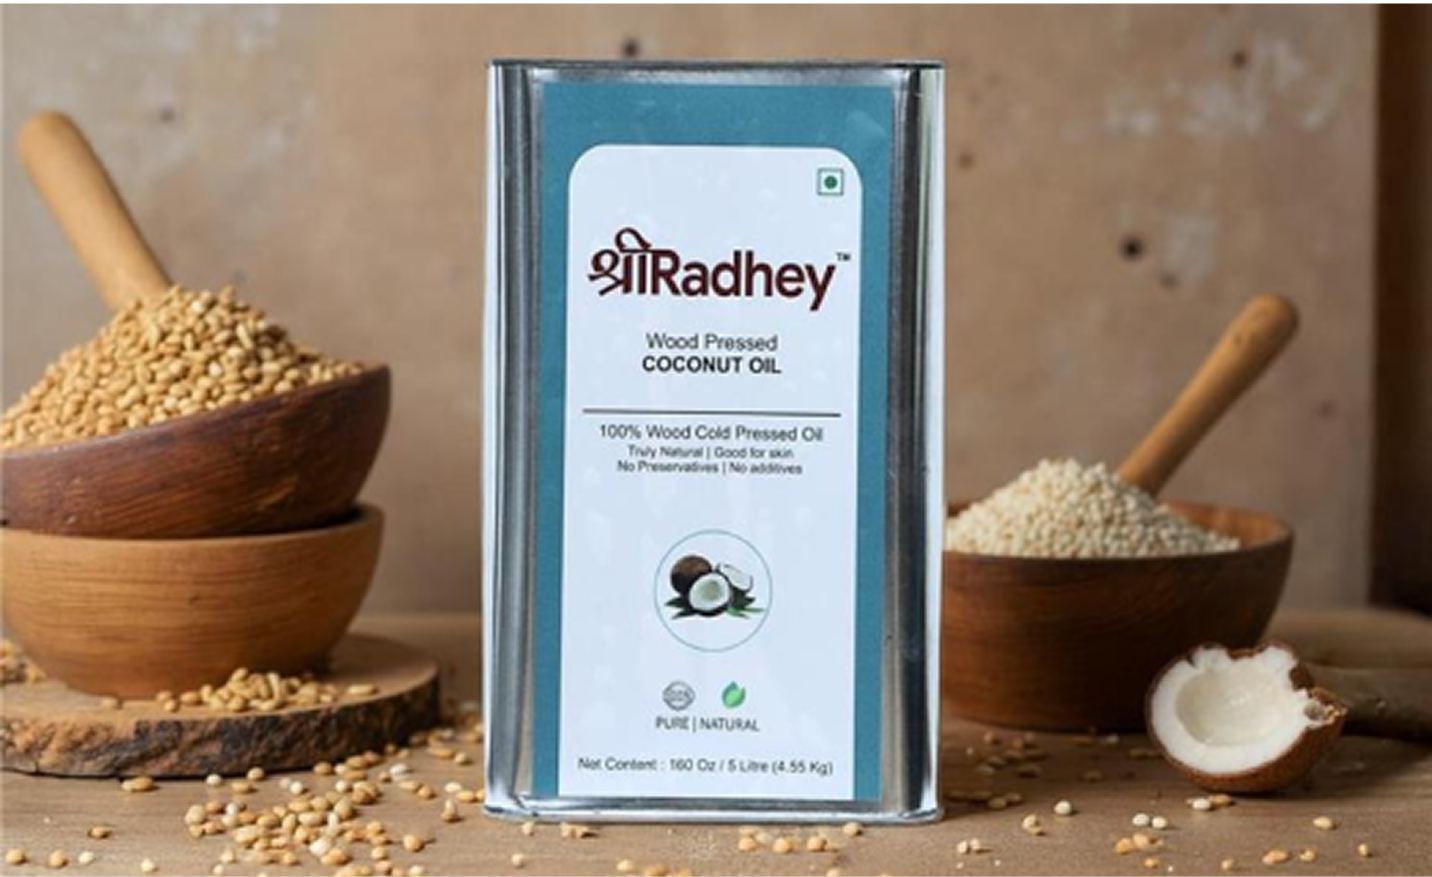 श्रीRadhey™
Wood Pressed
COCONUT OIL
100% Wood Cold Pressed Oil
Truly Natural | Good for skin
No Preservatives | No additives
100%
PURE | NATURAL
Net Content : 160 Oz / 5 Litre (4.55 Kg)